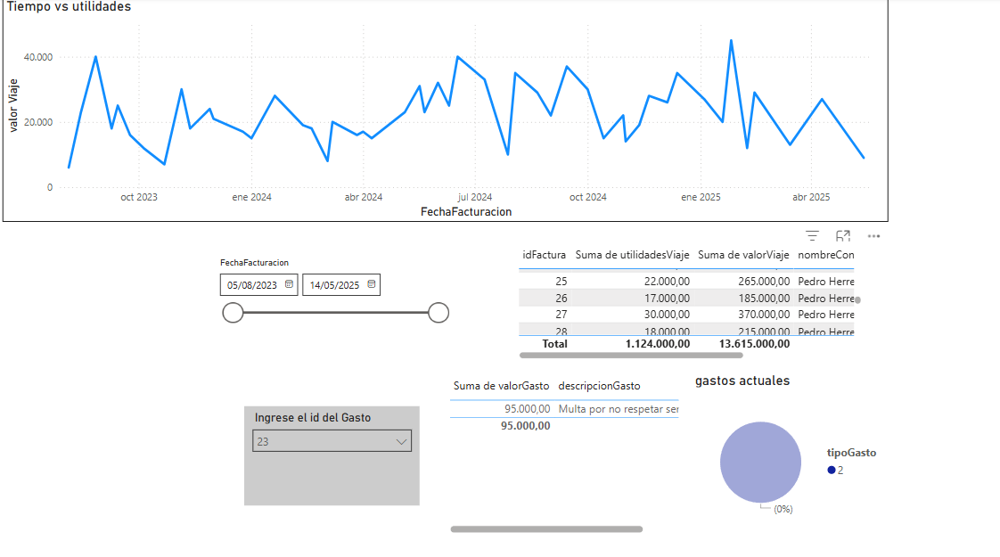 Tiempo vs utilidades
valor Viaje
40.000
20.000
0
oct 2023 ene 2024 abr 2024 jul 2024 oct 2024 ene 2025 abr 2025
FechaFacturacion
FechaFacturacion
05/08/2023 14/05/2025
idFactura Suma de utilidadesViaje Suma de valorViaje nombreCon
25 22.000,00 265.000,00 Pedro Herre
26 17.000,00 185.000,00 Pedro Herre
27 30.000,00 370.000,00 Pedro Herre
28 18.000,00 215.000,00 Pedro Herre
Total 1.124.000,00 13.615.000,00
Ingrese el id del Gasto
23
Suma de valorGasto descripcionGasto
95.000,00 Multa por no respetar ser
95.000,00
gastos actuales
(0%)
tipoGasto
2